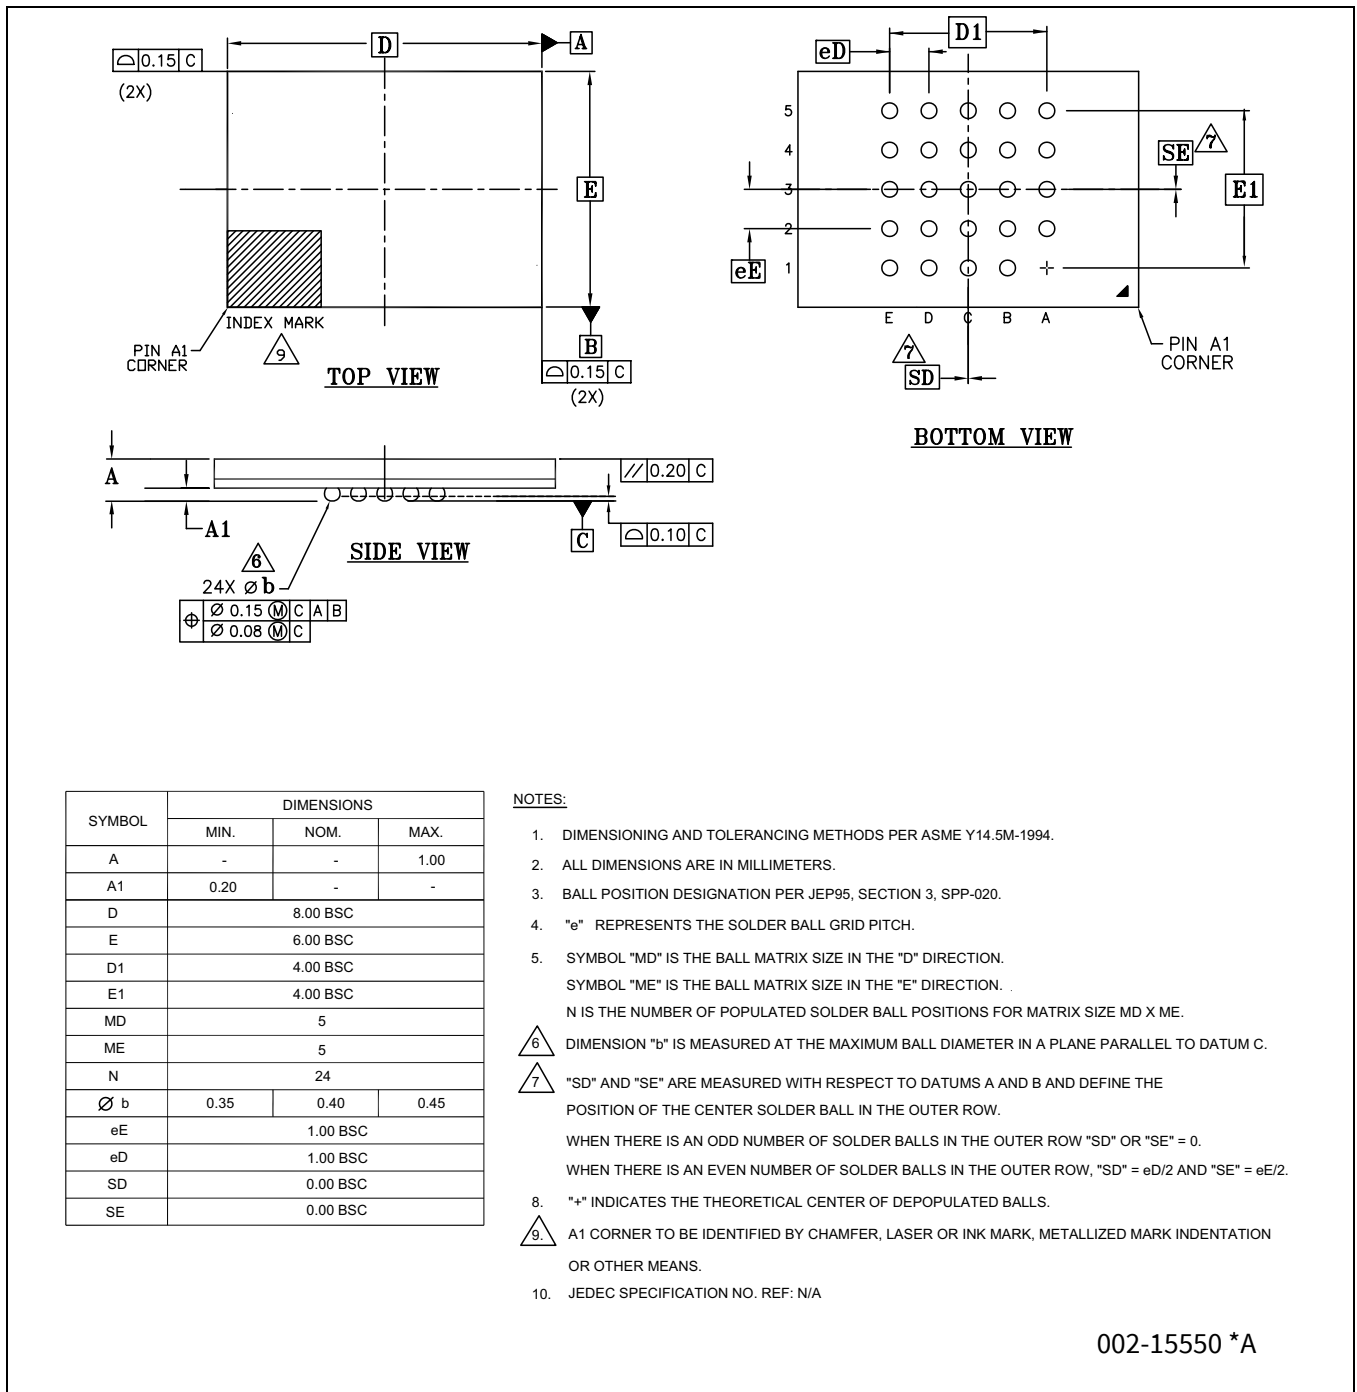 D
A
⌓ 0.15 C
(2X)
E
INDEX MARK
9
PIN A1
CORNER
B
⌓ 0.15 C
(2X)
TOP VIEW
D1
eD
5
4
3
2
1
SE
7
E1
eE
E D C B A
7
SD
PIN A1
CORNER
BOTTOM VIEW
A
A1
// 0.20 C
C
⌓ 0.10 C
SIDE VIEW
6
24X Ø b
⌖ Ø 0.15 Ⓜ C A B
Ø 0.08 Ⓜ C
SYMBOL DIMENSIONS
MIN. NOM. MAX.
A - - 1.00
A1 0.20 - -
D 8.00 BSC
E 6.00 BSC
D1 4.00 BSC
E1 4.00 BSC
MD 5
ME 5
N 24
Ø b 0.35 0.40 0.45
eE 1.00 BSC
eD 1.00 BSC
SD 0.00 BSC
SE 0.00 BSC
NOTES:
1. DIMENSIONING AND TOLERANCING METHODS PER ASME Y14.5M-1994.
2. ALL DIMENSIONS ARE IN MILLIMETERS.
3. BALL POSITION DESIGNATION PER JEP95, SECTION 3, SPP-020.
4. "e" REPRESENTS THE SOLDER BALL GRID PITCH.
5. SYMBOL "MD" IS THE BALL MATRIX SIZE IN THE "D" DIRECTION.
SYMBOL "ME" IS THE BALL MATRIX SIZE IN THE "E" DIRECTION.
N IS THE NUMBER OF POPULATED SOLDER BALL POSITIONS FOR MATRIX SIZE MD X ME.
6 DIMENSION "b" IS MEASURED AT THE MAXIMUM BALL DIAMETER IN A PLANE PARALLEL TO DATUM C.
7 "SD" AND "SE" ARE MEASURED WITH RESPECT TO DATUMS A AND B AND DEFINE THE
POSITION OF THE CENTER SOLDER BALL IN THE OUTER ROW.
WHEN THERE IS AN ODD NUMBER OF SOLDER BALLS IN THE OUTER ROW "SD" OR "SE" = 0.
WHEN THERE IS AN EVEN NUMBER OF SOLDER BALLS IN THE OUTER ROW, "SD" = eD/2 AND "SE" = eE/2.
8. "+" INDICATES THE THEORETICAL CENTER OF DEPOPULATED BALLS.
9. A1 CORNER TO BE IDENTIFIED BY CHAMFER, LASER OR INK MARK, METALLIZED MARK INDENTATION
OR OTHER MEANS.
10. JEDEC SPECIFICATION NO. REF: N/A
002-15550 *A